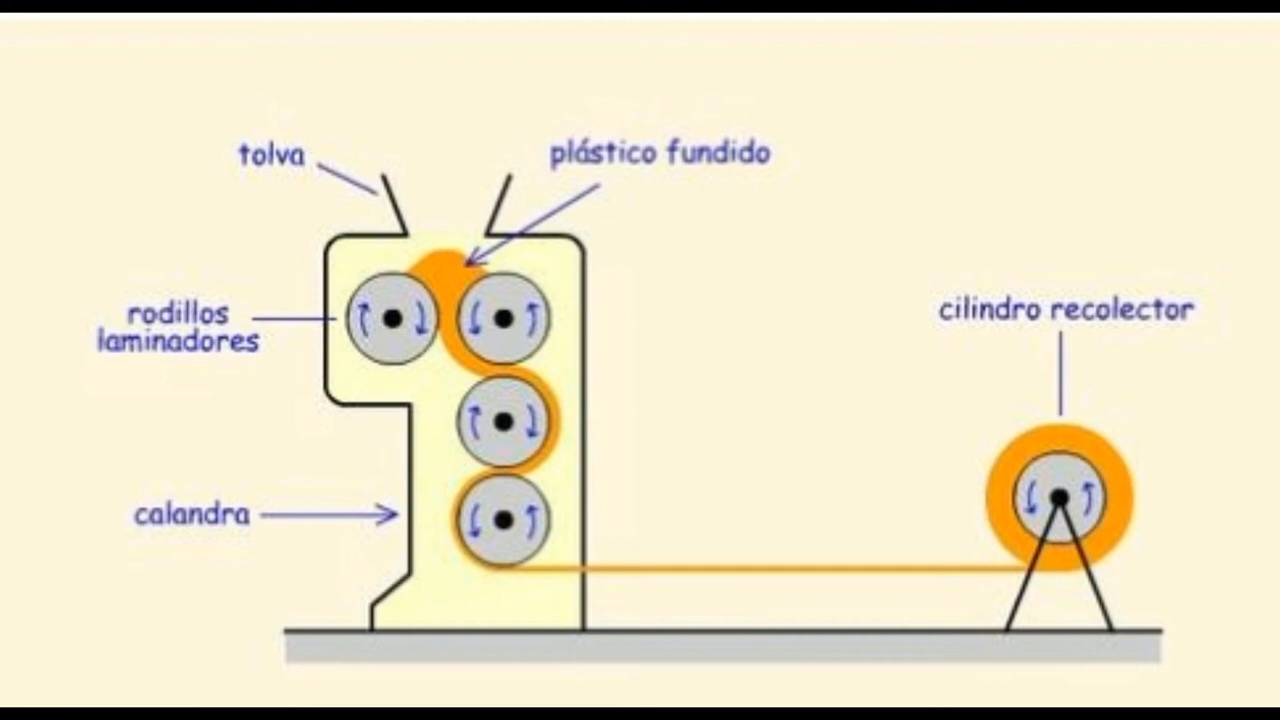 tolva
plástico fundido
rodillos
laminadores
cilindro recolector
calandra